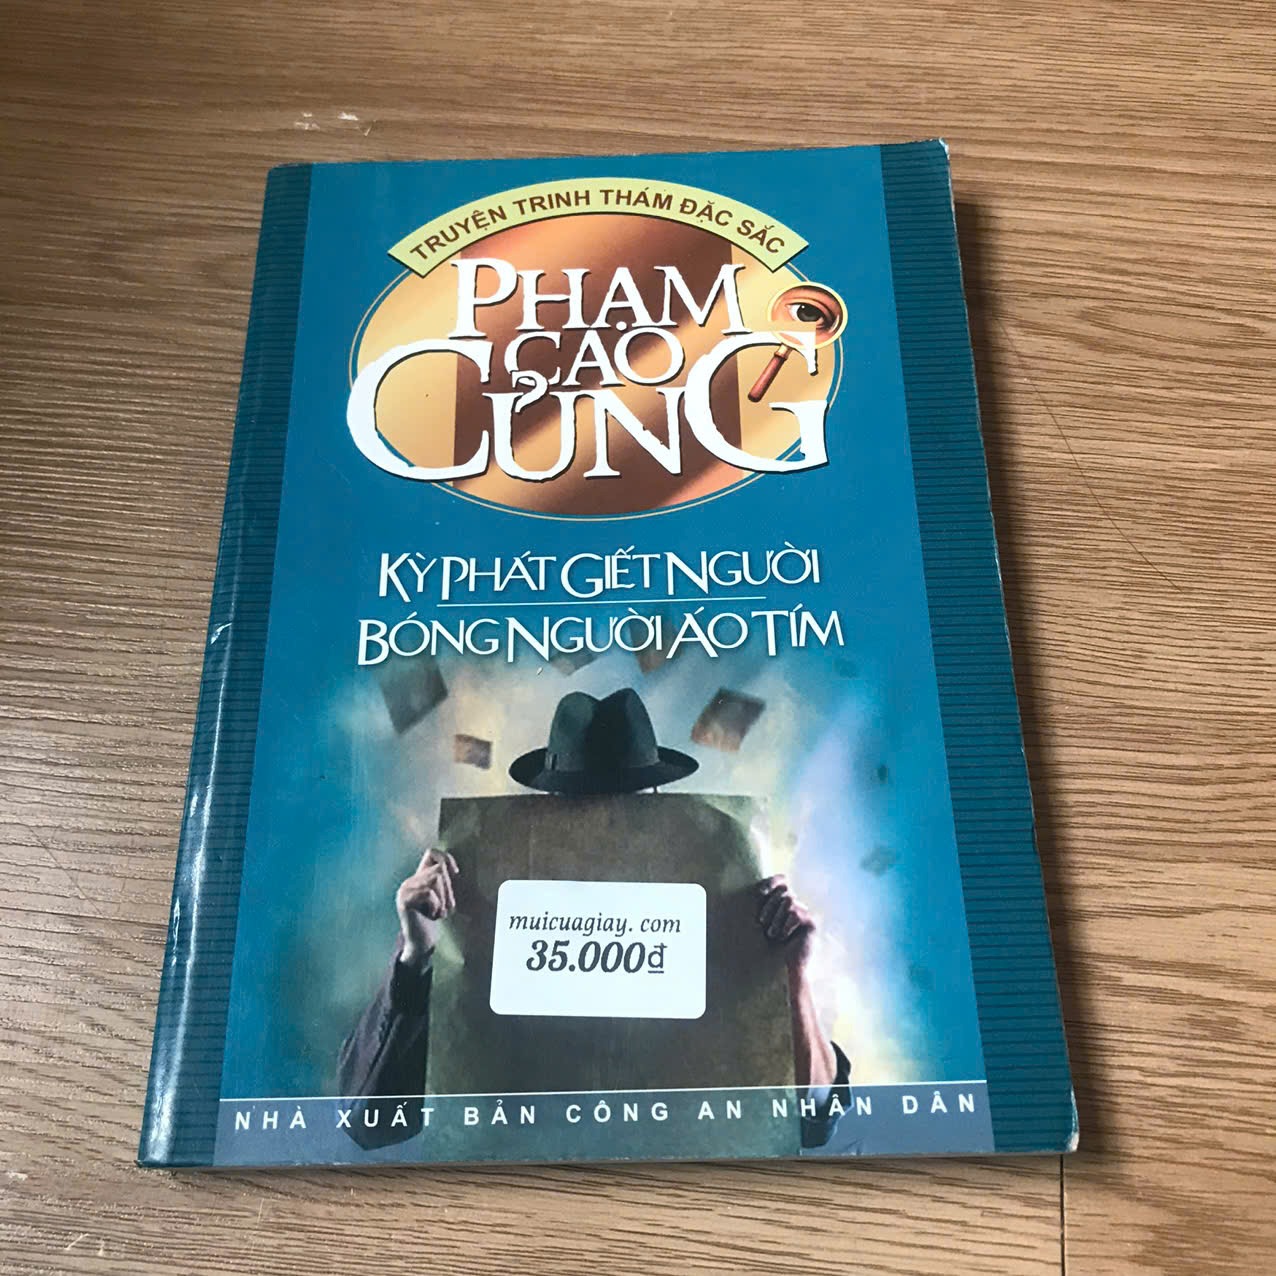 TRUYỆN TRINH THÁM ĐẶC SẮC
PHẠM
CAO
CỦNG
KỲ PHÁT GIẾT NGƯỜI
BÓNG NGƯỜI ÁO TÍM
muicuagiay. com
35.000₫
NHÀ XUẤT BẢN CÔNG AN NHÂN DÂN